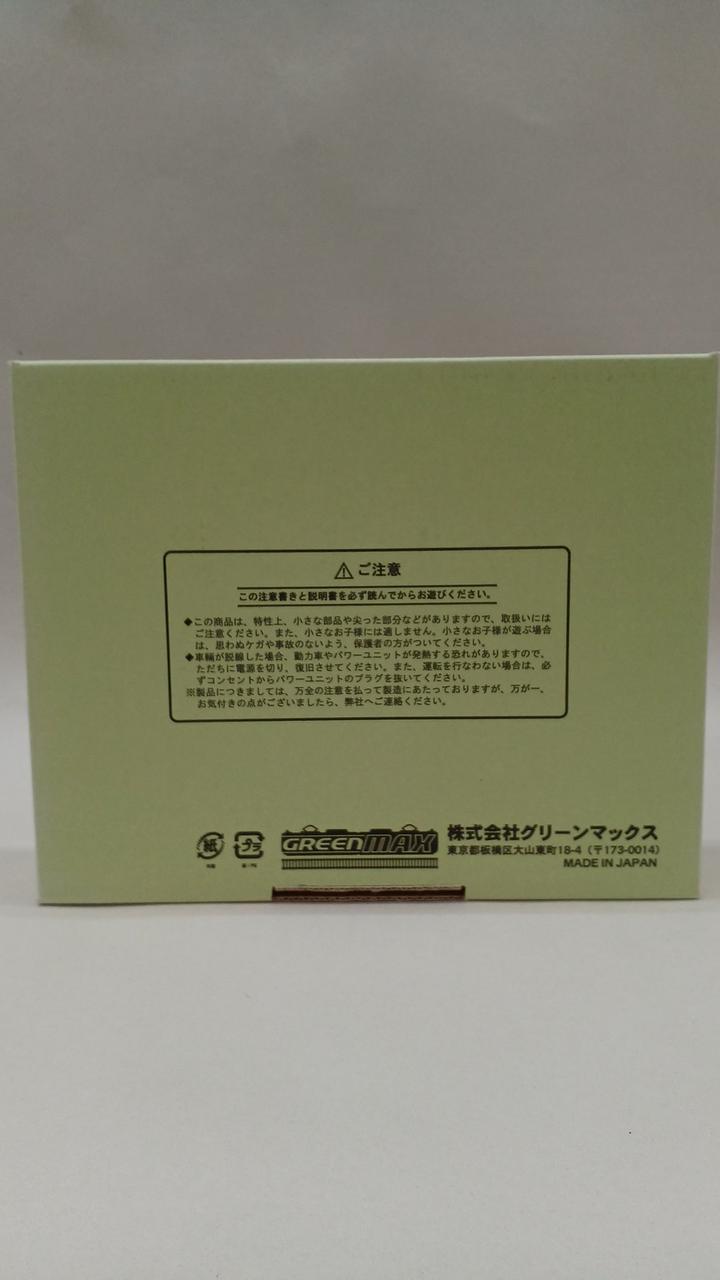 ⚠ご注意
この注意書きと説明書を必ず読んでからお遊びください。
◆この商品は、特性上、小さな部品や尖った部分などがありますので、取扱いには
ご注意ください。また、小さなお子様には適しません。小さなお子様が遊ぶ場合
は、思わぬケガや事故のないよう、保護者の方がついてください。
◆車輌が脱線した場合、動力車やパワーユニットが発熱する恐れがありますので、
ただちに電源を切り、復旧させてください。また、運転を行なわない場合は、必
ずコンセントからパワーユニットのプラグを抜いてください。
※製品につきましては、万全の注意を払って製造にあたっておりますが、万が一、
お気付きの点がございましたら、弊社へご連絡ください。
紙
プラ
GREENMAX
株式会社グリーンマックス
東京都板橋区大山東町18-4（〒173-0014）
MADE IN JAPAN